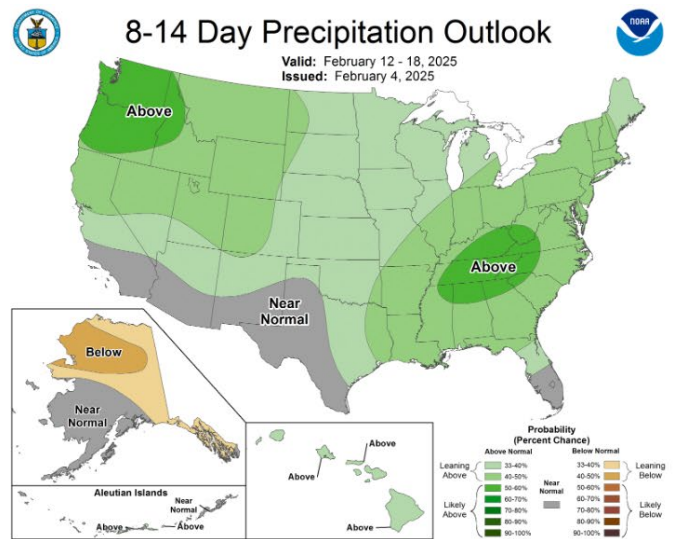 8-14 Day Precipitation Outlook
Valid: February 12 - 18, 2025
Issued: February 4, 2025
NOAA
Above
Above
Near
Normal
Below
Near
Normal
Aleutian Islands
Near
Normal
Above
Above
Above
Above
Above
Probability
(Percent Chance)
Above Normal
Below Normal
Leaning
Above
33-40%
40-50%
Likely
Above
50-60%
60-70%
70-80%
80-90%
90-100%
Near
Normal
33-40%
40-50%
Leaning
Below
50-60%
60-70%
70-80%
80-90%
90-100%
Likely
Below